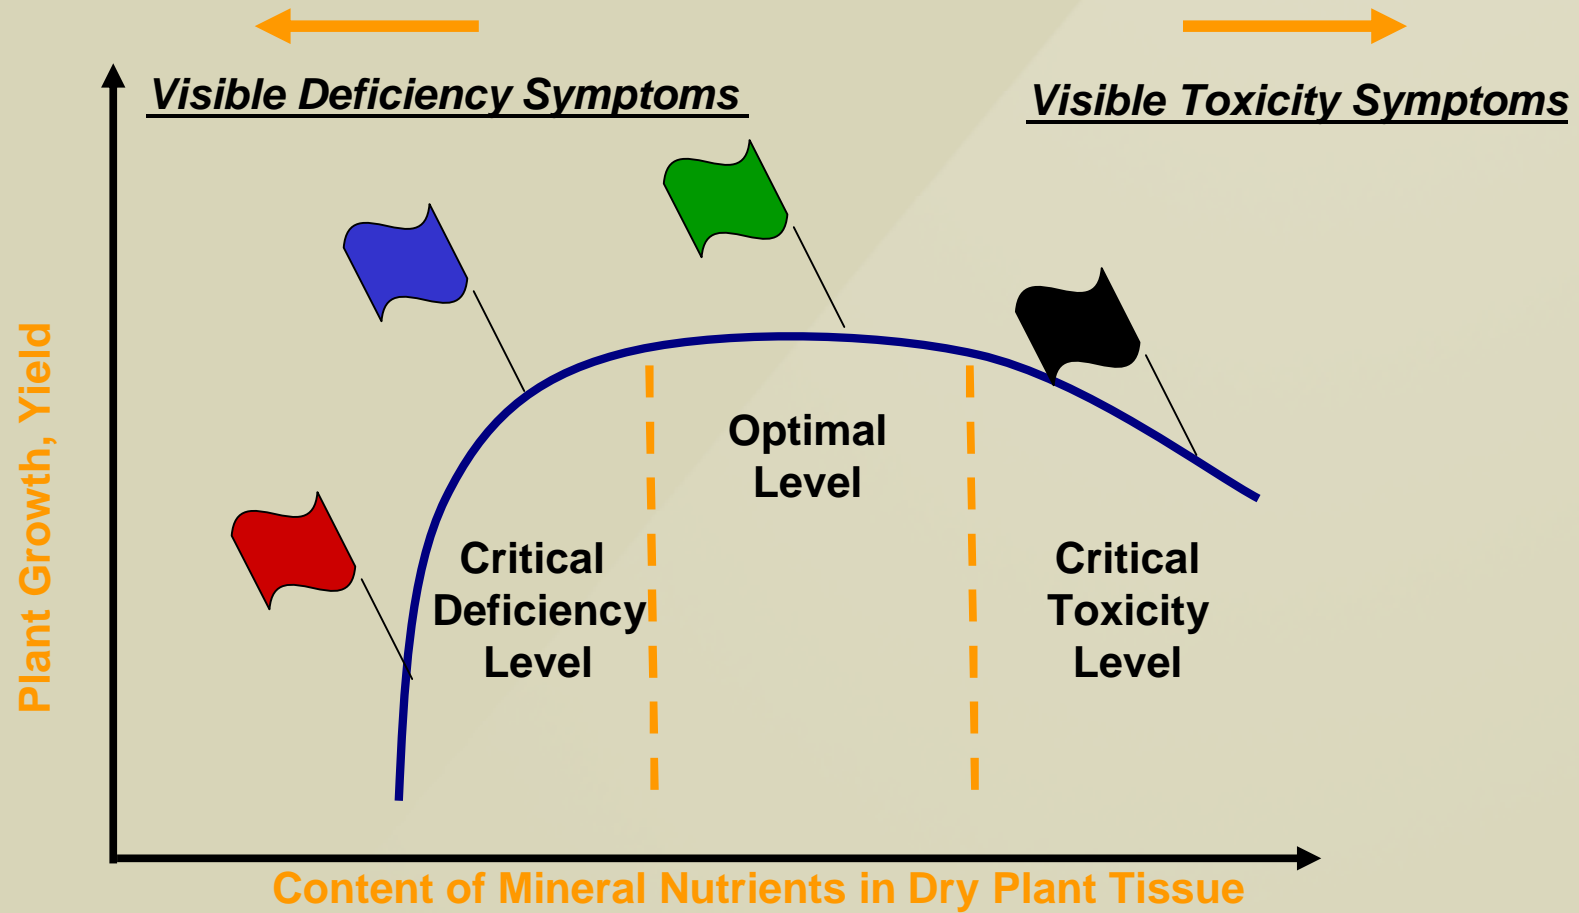 Visible Deficiency Symptoms
Visible Toxicity Symptoms
Plant Growth, Yield
Optimal
Level
Critical
Deficiency
Level
Critical
Toxicity
Level
Content of Mineral Nutrients in Dry Plant Tissue